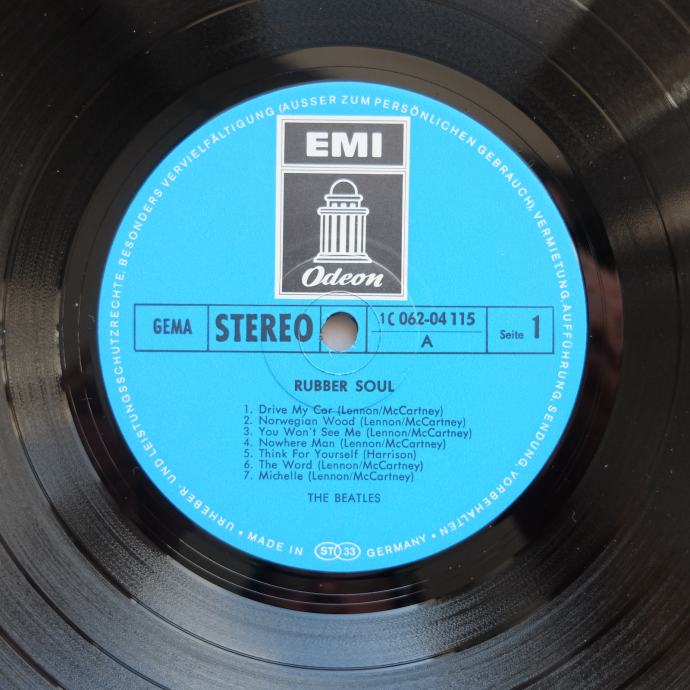 URHEBER- UND LEISTUNGSSCHUTZRECHTE, BESONDERS VERVIELFÄLTIGUNG (AUSSER ZUM PERSÖNLICHEN GEBRAUCH), VERMIETUNG, AUFFÜHRUNG, SENDUNG, VORBEHALTEN •
EMI
Odeon
GEMA STEREO 1C 062-04 115 Seite 1
A
RUBBER SOUL
1. Drive My Car (Lennon/McCartney)
2. Norwegian Wood (Lennon/McCartney)
3. You Won't See Me (Lennon/McCartney)
4. Nowhere Man (Lennon/McCartney)
5. Think For Yourself (Harrison)
6. The Word (Lennon/McCartney)
7. Michelle (Lennon/McCartney)
THE BEATLES
• MADE IN ST 33 GERMANY •